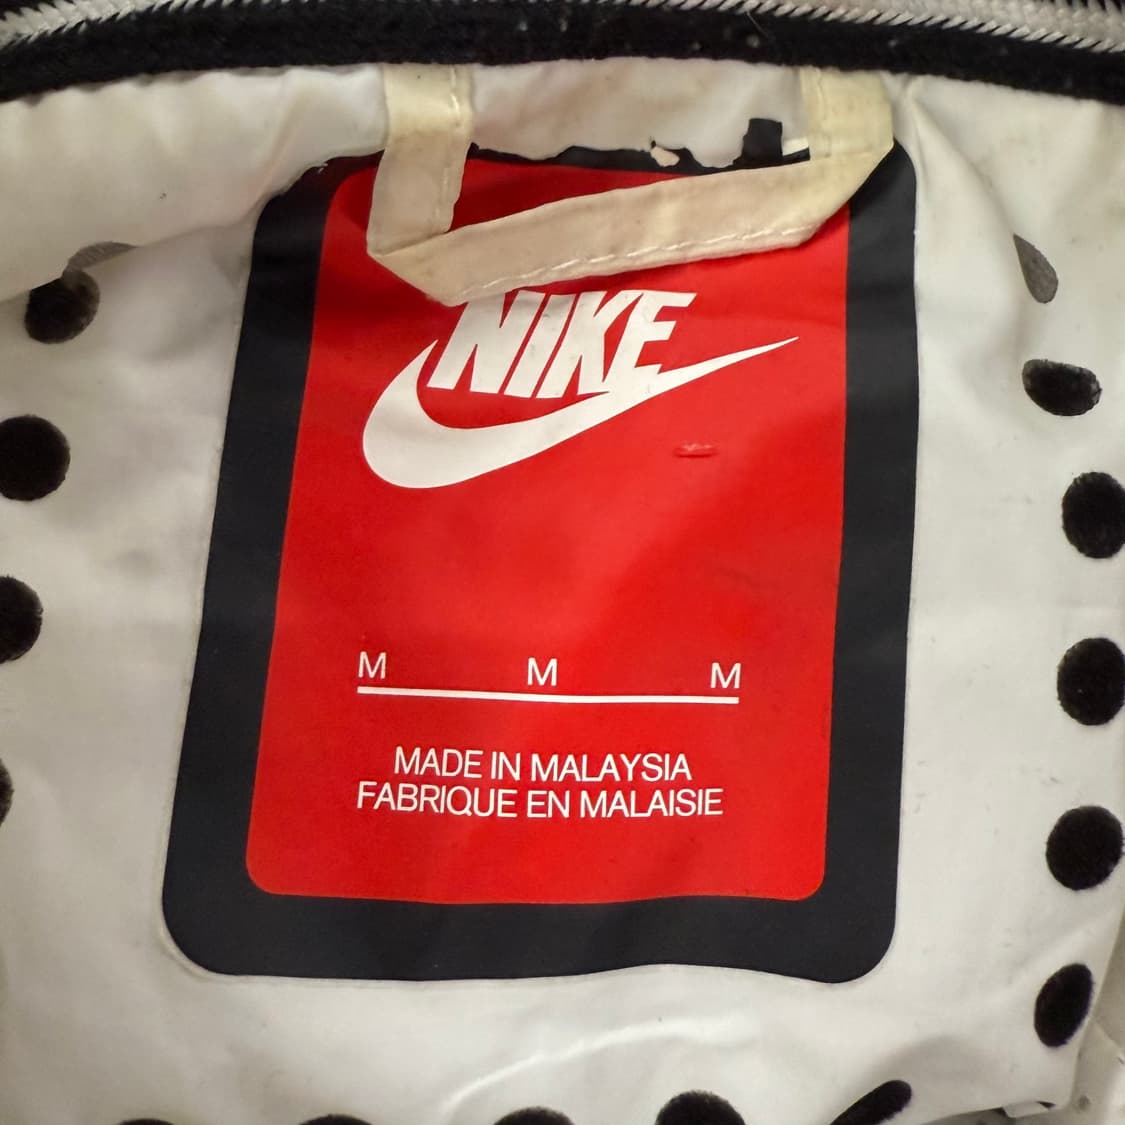 NIKE
M M M
MADE IN MALAYSIA
FABRIQUE EN MALAISIE